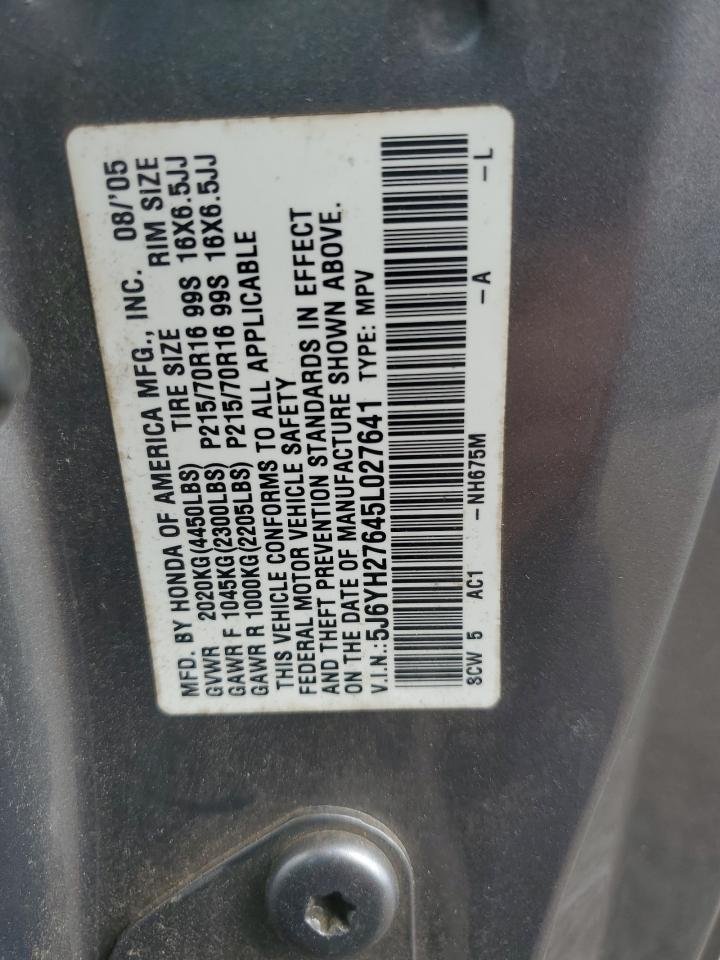 MFD. BY HONDA OF AMERICA MFG., INC. 08/'05
GVWR 2020KG(4450LBS) TIRE SIZE RIM SIZE
GAWR F 1045KG(2300LBS) P215/70R16 99S 16X6.5JJ
GAWR R 1000KG(2205LBS) P215/70R16 99S 16X6.5JJ
THIS VEHICLE CONFORMS TO ALL APPLICABLE
FEDERAL MOTOR VEHICLE SAFETY
AND THEFT PREVENTION STANDARDS IN EFFECT
ON THE DATE OF MANUFACTURE SHOWN ABOVE.
V.I.N.:5J6YH27645L027641 TYPE: MPV
SCW 5 AC1 -NH675M -A -L